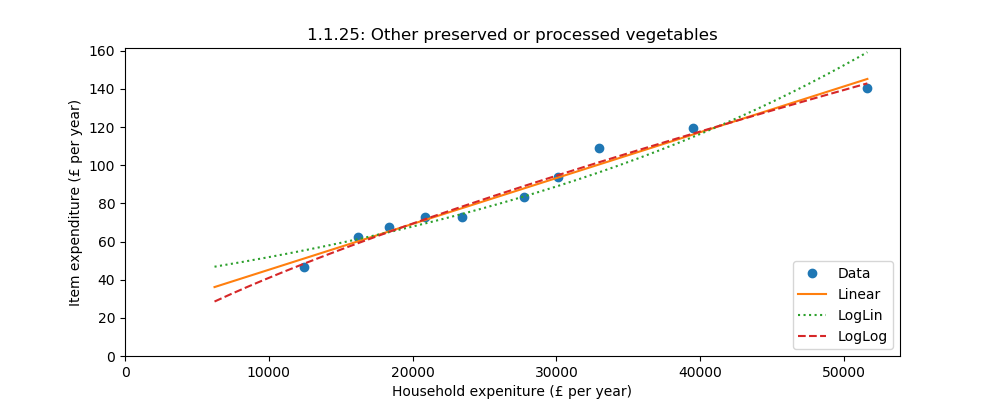 1.1.25: Other preserved or processed vegetables
160
140
120
100
80
60
40
20
0
Item expenditure (£ per year)
0 10000 20000 30000 40000 50000
Household expeniture (£ per year)
Data
Linear
LogLin
LogLog